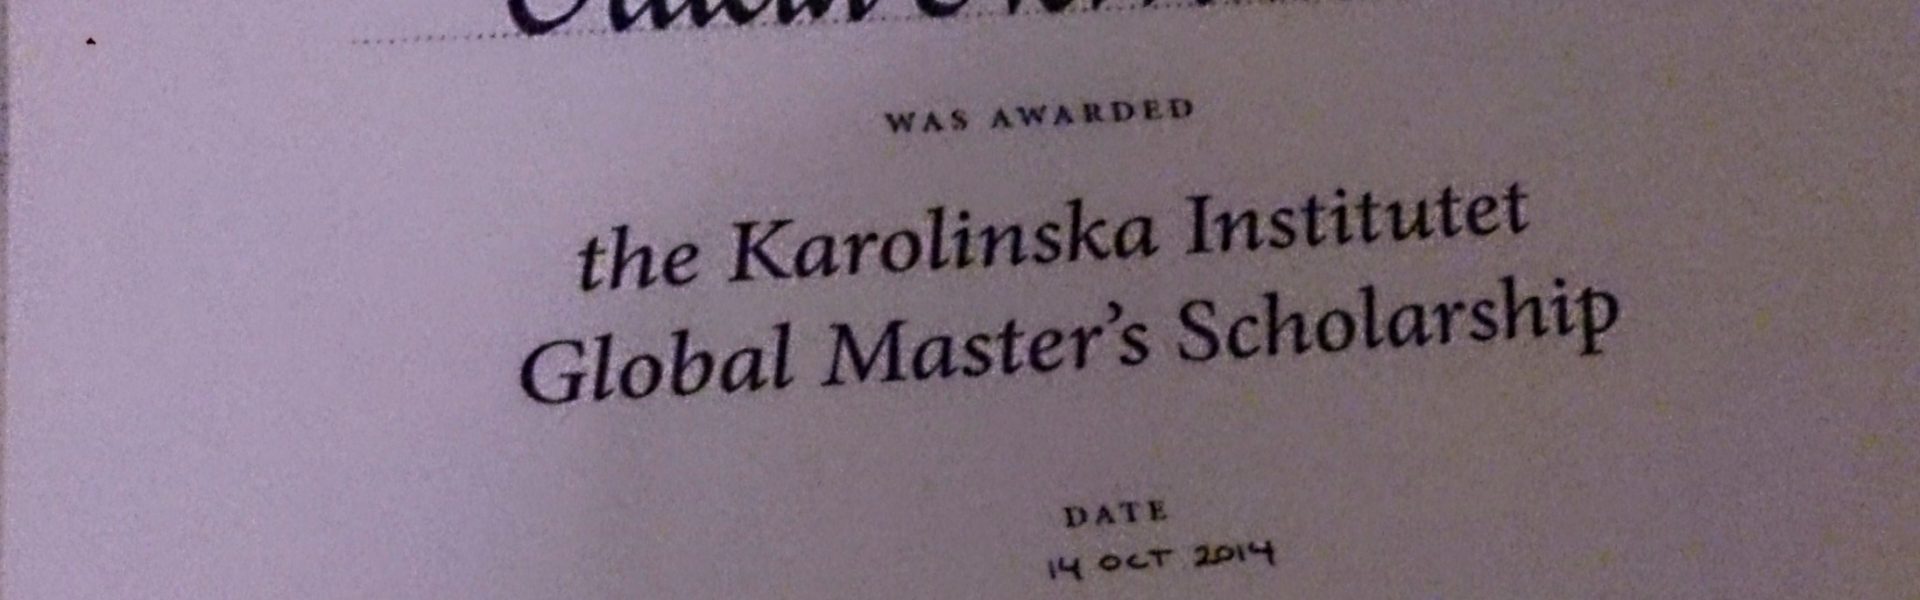 WAS AWARDED
the Karolinska Institutet
Global Master's Scholarship
DATE
14 OCT 2014